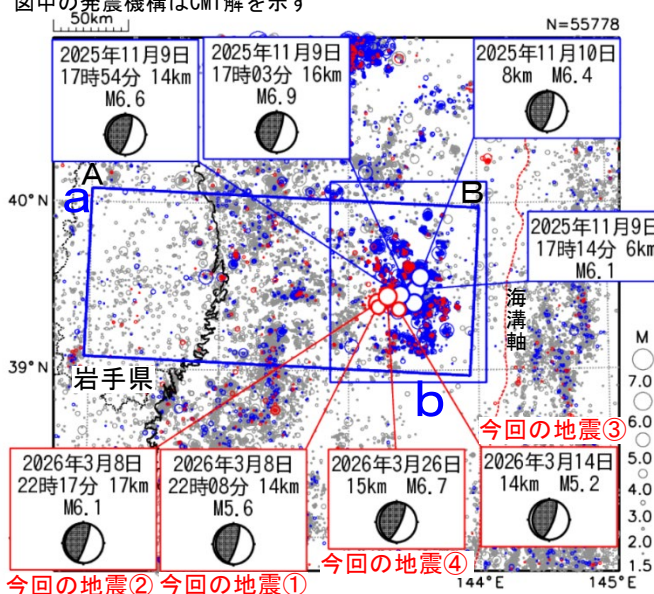 図中の発震機構はCMT解を示す
50km
N=55778
2025年11月9日
17時54分 14km
M6.6
2025年11月9日
17時03分 16km
M6.9
2025年11月10日
8km M6.4
A
a
40°N
B
2025年11月9日
17時14分 6km
M6.1
海溝軸
39°N
岩手県
b
M
7.0
6.0
5.0
4.0
3.0
2.0
1.5
今回の地震③
2026年3月8日
22時17分 17km
M6.1
2026年3月8日
22時08分 14km
M5.6
2026年3月26日
15km M6.7
2026年3月14日
14km M5.2
今回の地震②
今回の地震①
今回の地震④
144°E
145°E